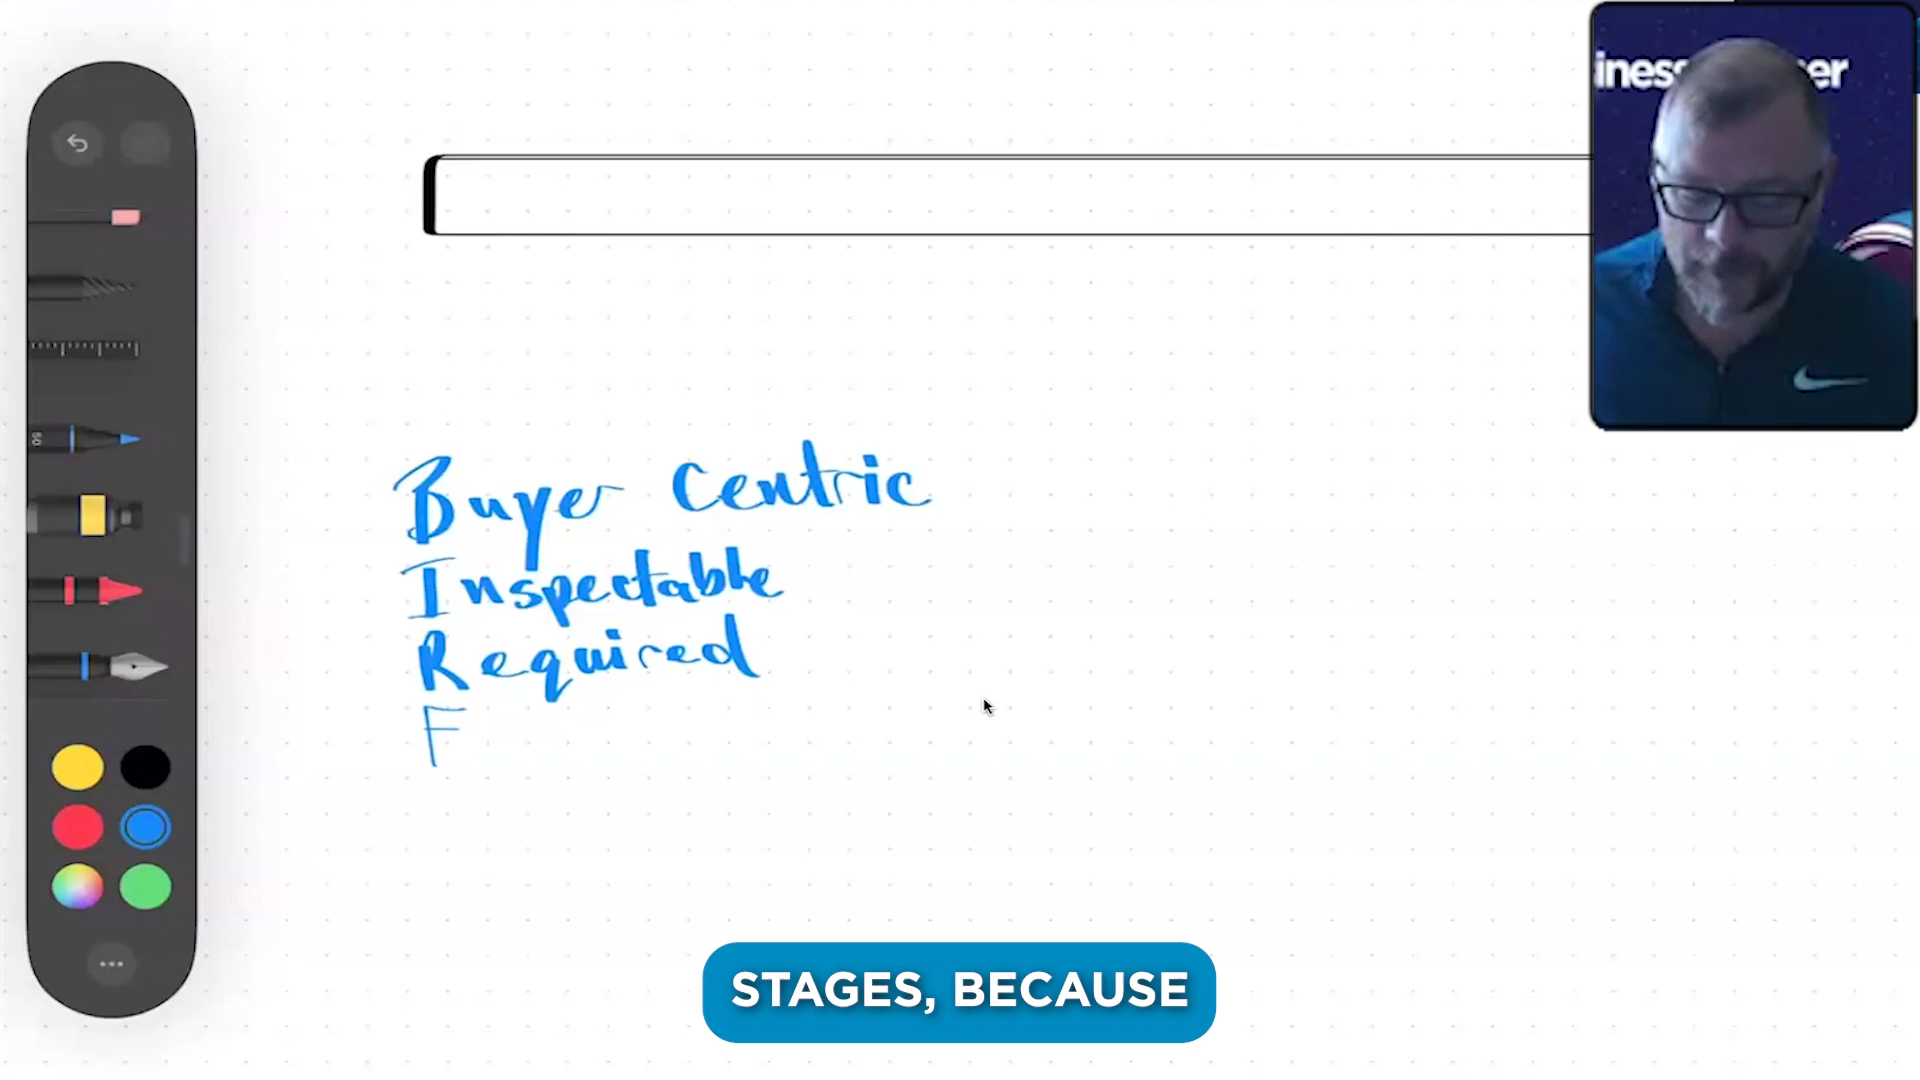 Buyer Centric
Inspectable
Required
F
STAGES, BECAUSE